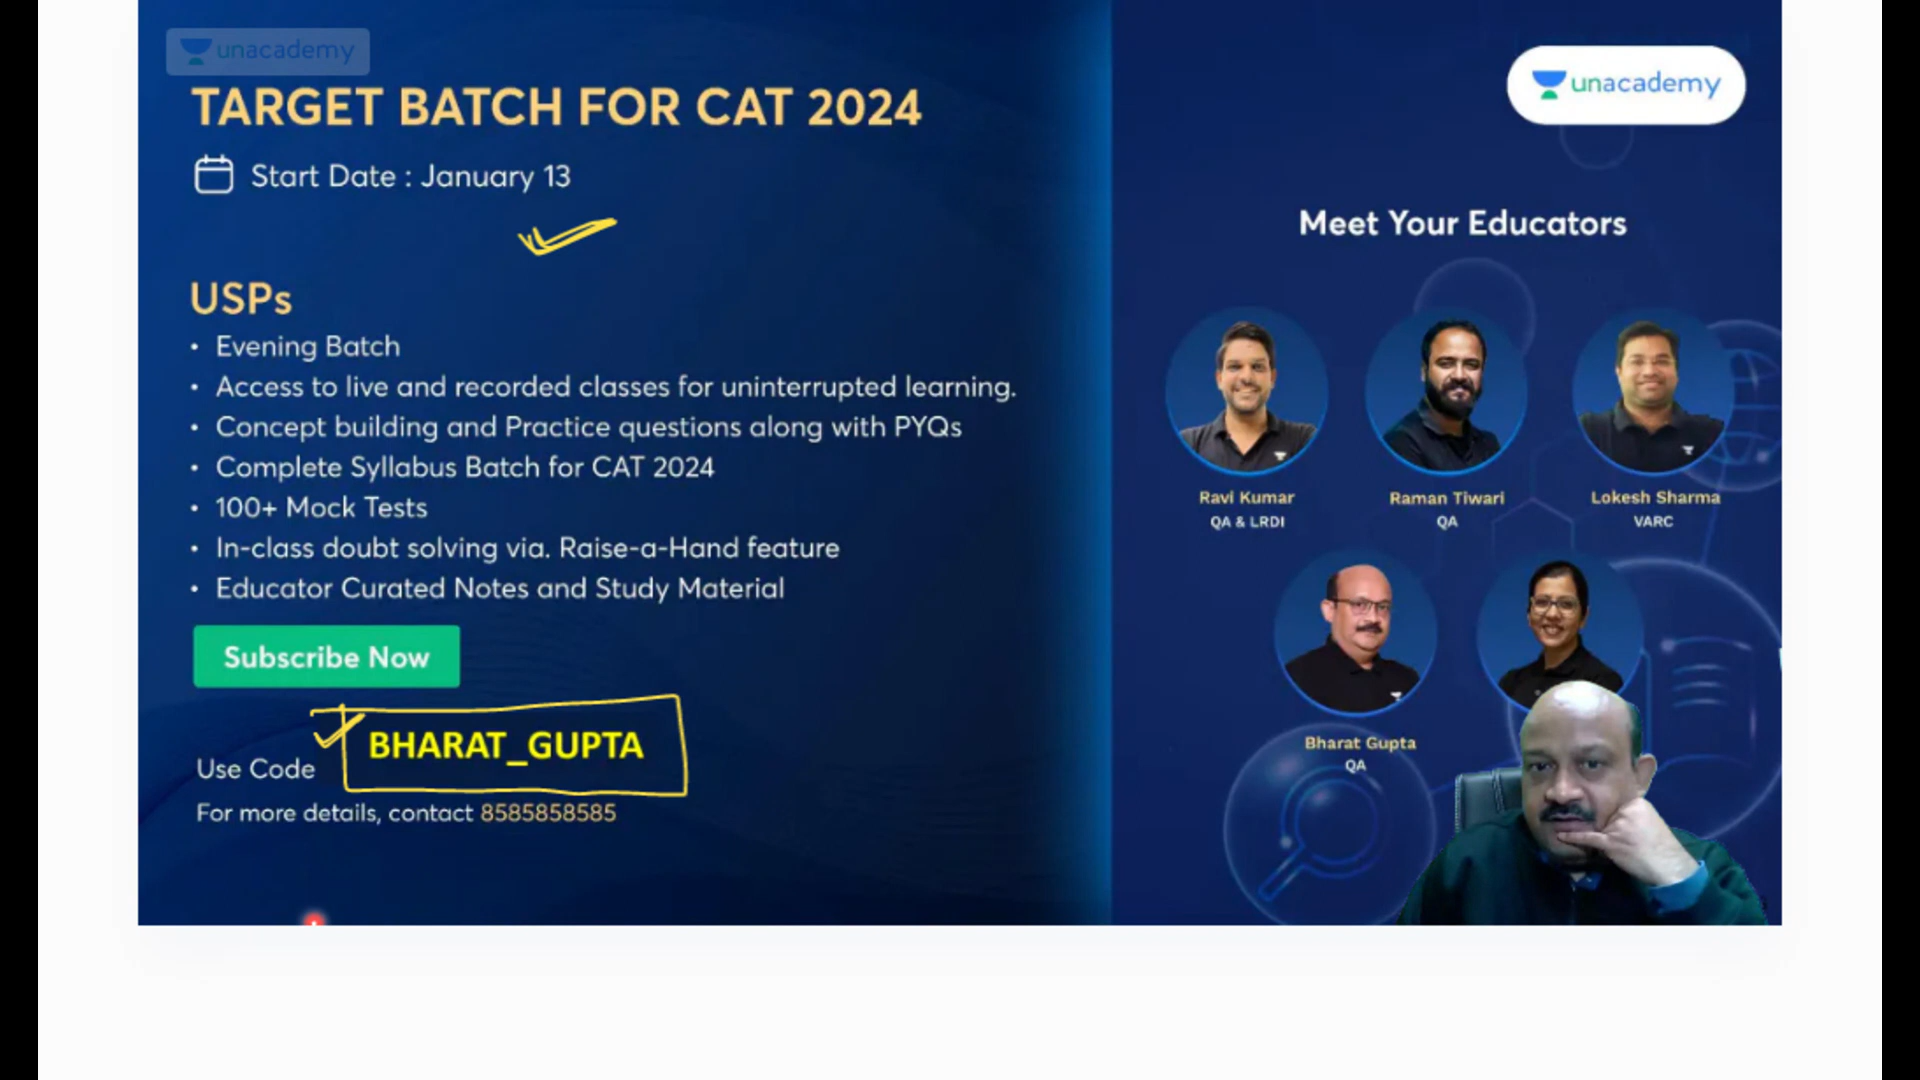 unacademy
TARGET BATCH FOR CAT 2024
Start Date : January 13
USPs
• Evening Batch
• Access to live and recorded classes for uninterrupted learning.
• Concept building and Practice questions along with PYQs
• Complete Syllabus Batch for CAT 2024
• 100+ Mock Tests
• In-class doubt solving via. Raise-a-Hand feature
• Educator Curated Notes and Study Material
Subscribe Now
Use Code BHARAT_GUPTA
For more details, contact 8585858585
unacademy
Meet Your Educators
Ravi Kumar
QA & LRDI
Raman Tiwari
QA
Lokesh Sharma
VARC
Bharat Gupta
QA